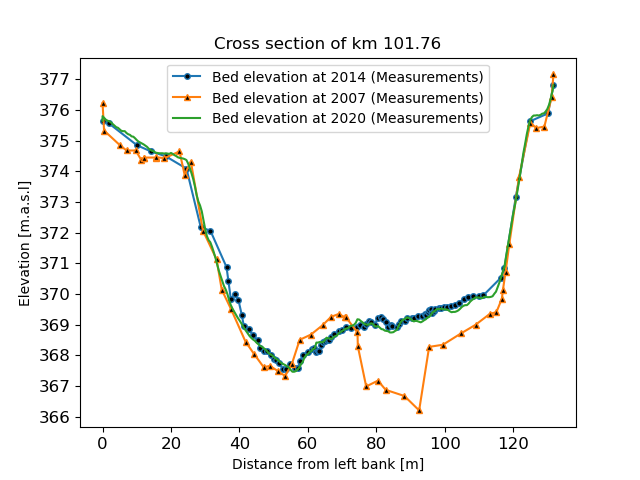 Cross section of km 101.76
Bed elevation at 2014 (Measurements)
Bed elevation at 2007 (Measurements)
Bed elevation at 2020 (Measurements)
377
376
375
374
373
372
371
370
369
368
367
366
Elevation [m.a.s.l]
0 20 40 60 80 100 120
Distance from left bank [m]